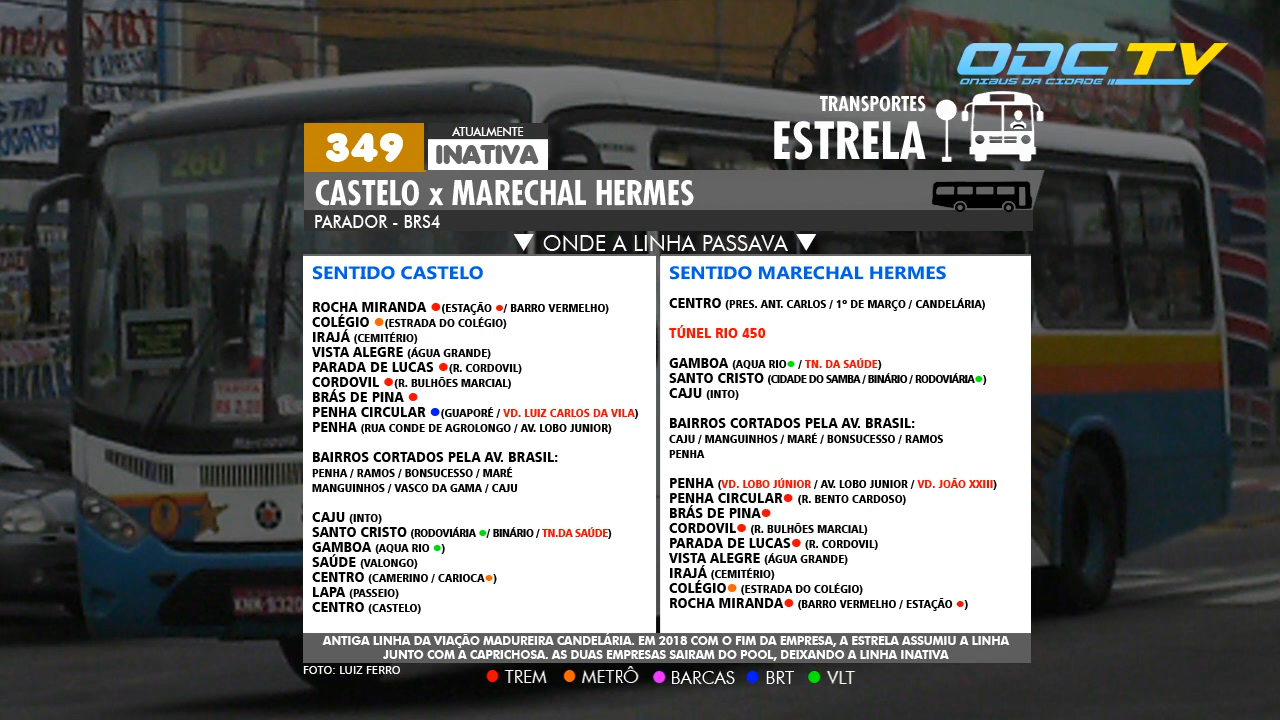 ODC TV
ONIBUS DA CIDADE
TRANSPORTES
ESTRELA
349
ATUALMENTE
INATIVA
CASTELO x MARECHAL HERMES
PARADOR - BRS4
▼ ONDE A LINHA PASSAVA ▼
SENTIDO CASTELO
ROCHA MIRANDA (ESTAÇÃO / BARRO VERMELHO)
COLÉGIO (ESTRADA DO COLÉGIO)
IRAJÁ (CEMITÉRIO)
VISTA ALEGRE (ÁGUA GRANDE)
PARADA DE LUCAS (R. CORDOVIL)
CORDOVIL (R. BULHÕES MARCIAL)
BRÁS DE PINA
PENHA CIRCULAR (GUAPORÉ / VD. LUIZ CARLOS DA VILA)
PENHA (RUA CONDE DE AGROLONGO / AV. LOBO JUNIOR)
BAIRROS CORTADOS PELA AV. BRASIL:
PENHA / RAMOS / BONSUCESSO / MARÉ
MANGUINHOS / VASCO DA GAMA / CAJU
CAJU (INTO)
SANTO CRISTO (RODOVIÁRIA / BINÁRIO / TN.DA SAÚDE)
GAMBOA (AQUA RIO )
SAÚDE (VALONGO)
CENTRO (CAMERINO / CARIOCA )
LAPA (PASSEIO)
CENTRO (CASTELO)
SENTIDO MARECHAL HERMES
CENTRO (PRES. ANT. CARLOS / 1º DE MARÇO / CANDELÁRIA)
TÚNEL RIO 450
GAMBOA (AQUA RIO / TN. DA SAÚDE)
SANTO CRISTO (CIDADE DO SAMBA / BINÁRIO / RODOVIÁRIA )
CAJU (INTO)
BAIRROS CORTADOS PELA AV. BRASIL:
CAJU / MANGUINHOS / MARÉ / BONSUCESSO / RAMOS
PENHA
PENHA (VD. LOBO JÚNIOR / AV. LOBO JUNIOR / VD. JOÃO XXIII)
PENHA CIRCULAR (R. BENTO CARDOSO)
BRÁS DE PINA
CORDOVIL (R. BULHÕES MARCIAL)
PARADA DE LUCAS (R. CORDOVIL)
VISTA ALEGRE (ÁGUA GRANDE)
IRAJÁ (CEMITÉRIO)
COLÉGIO (ESTRADA DO COLÉGIO)
ROCHA MIRANDA (BARRO VERMELHO / ESTAÇÃO )
ANTIGA LINHA DA VIAÇÃO MADUREIRA CANDELÁRIA. EM 2018 COM O FIM DA EMPRESA, A ESTRELA ASSUMIU A LINHA
JUNTO COM A CAPRICHOSA. AS DUAS EMPRESAS SAIRAM DO POOL, DEIXANDO A LINHA INATIVA
FOTO: LUIZ FERRO
TREM METRÔ BARCAS BRT VLT
260
TARIFA
R$ 2,20
Marcopolo